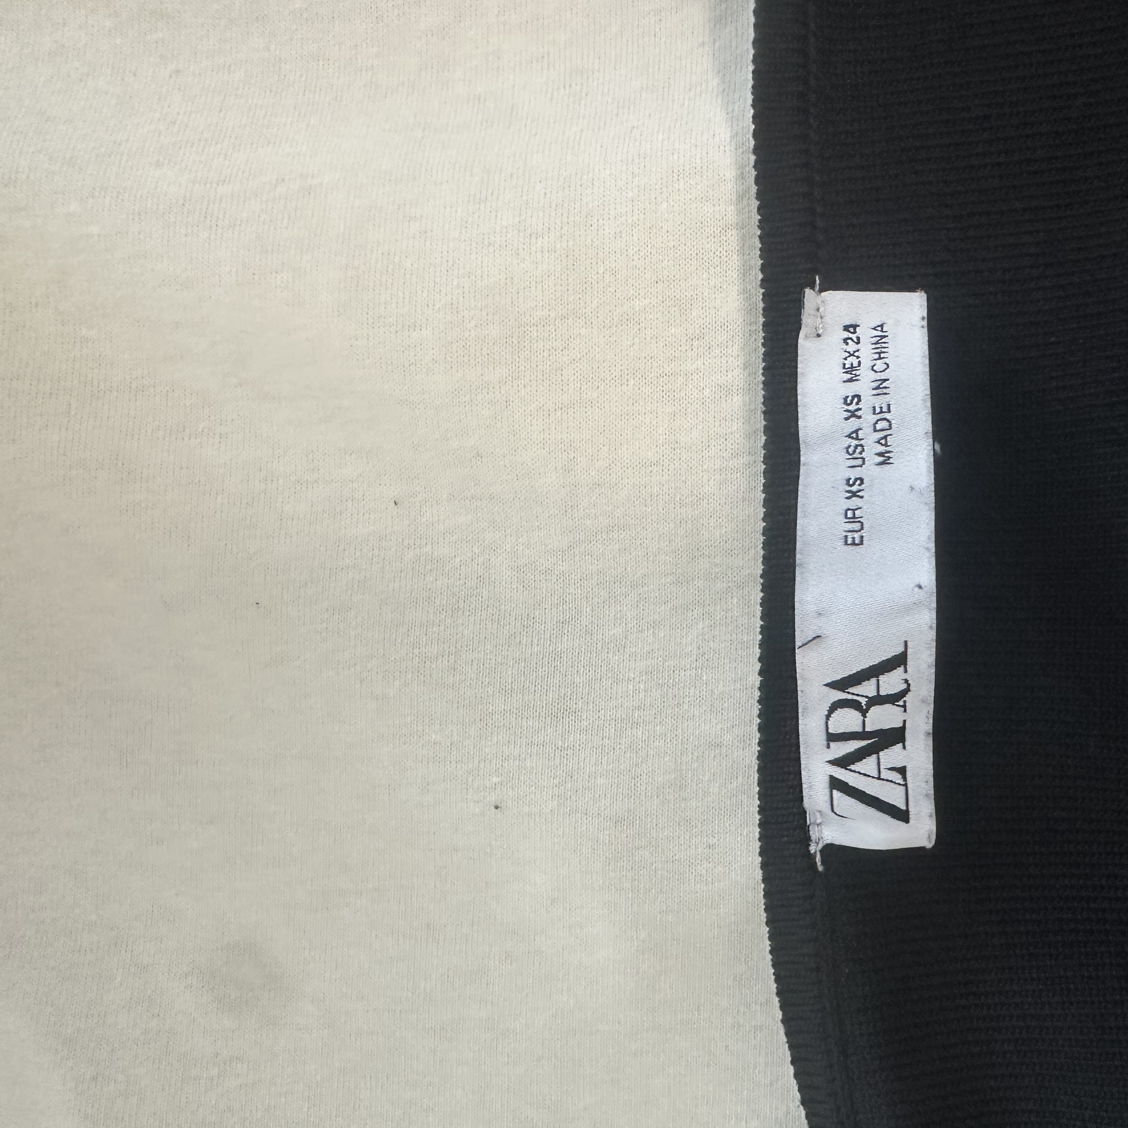 ZARA
EUR XS USA XS MEX 24
MADE IN CHINA